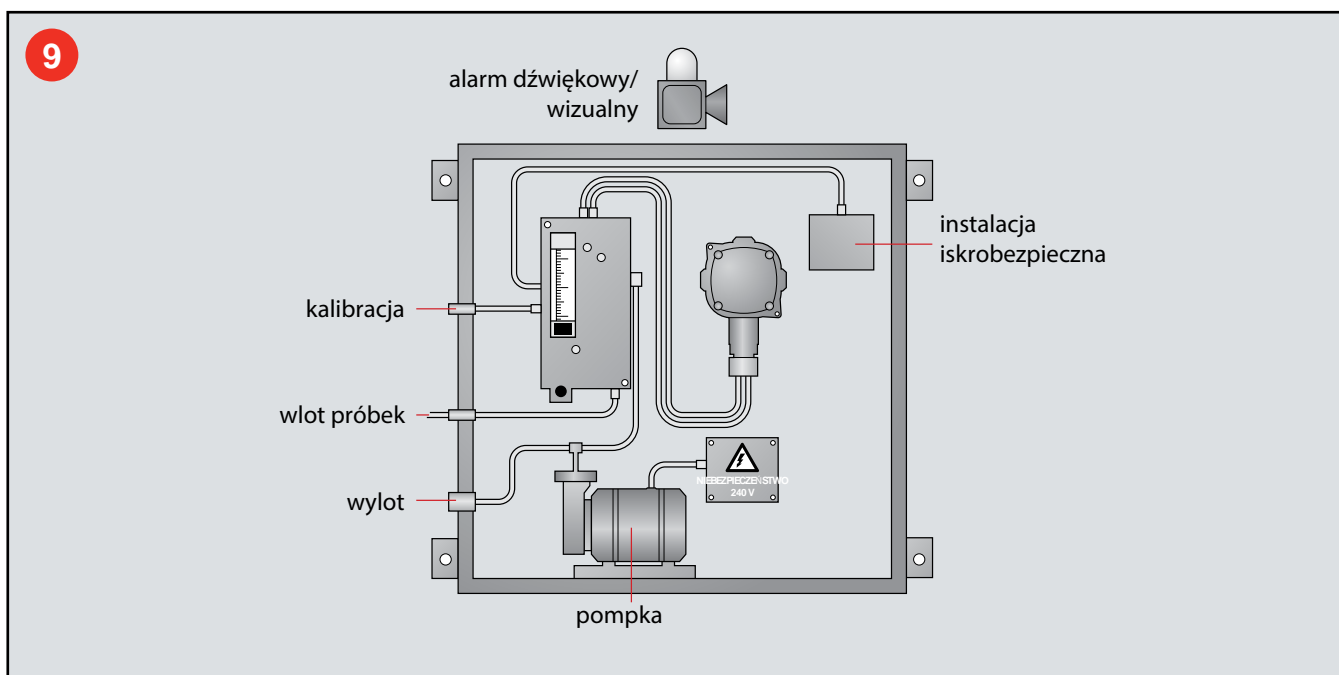 9
alarm dźwiękowy/
wizualny
instalacja
iskrobezpieczna
kalibracja
wlot próbek
wylot
NIEBEZPIECZEŃSTWO
240 V
pompka